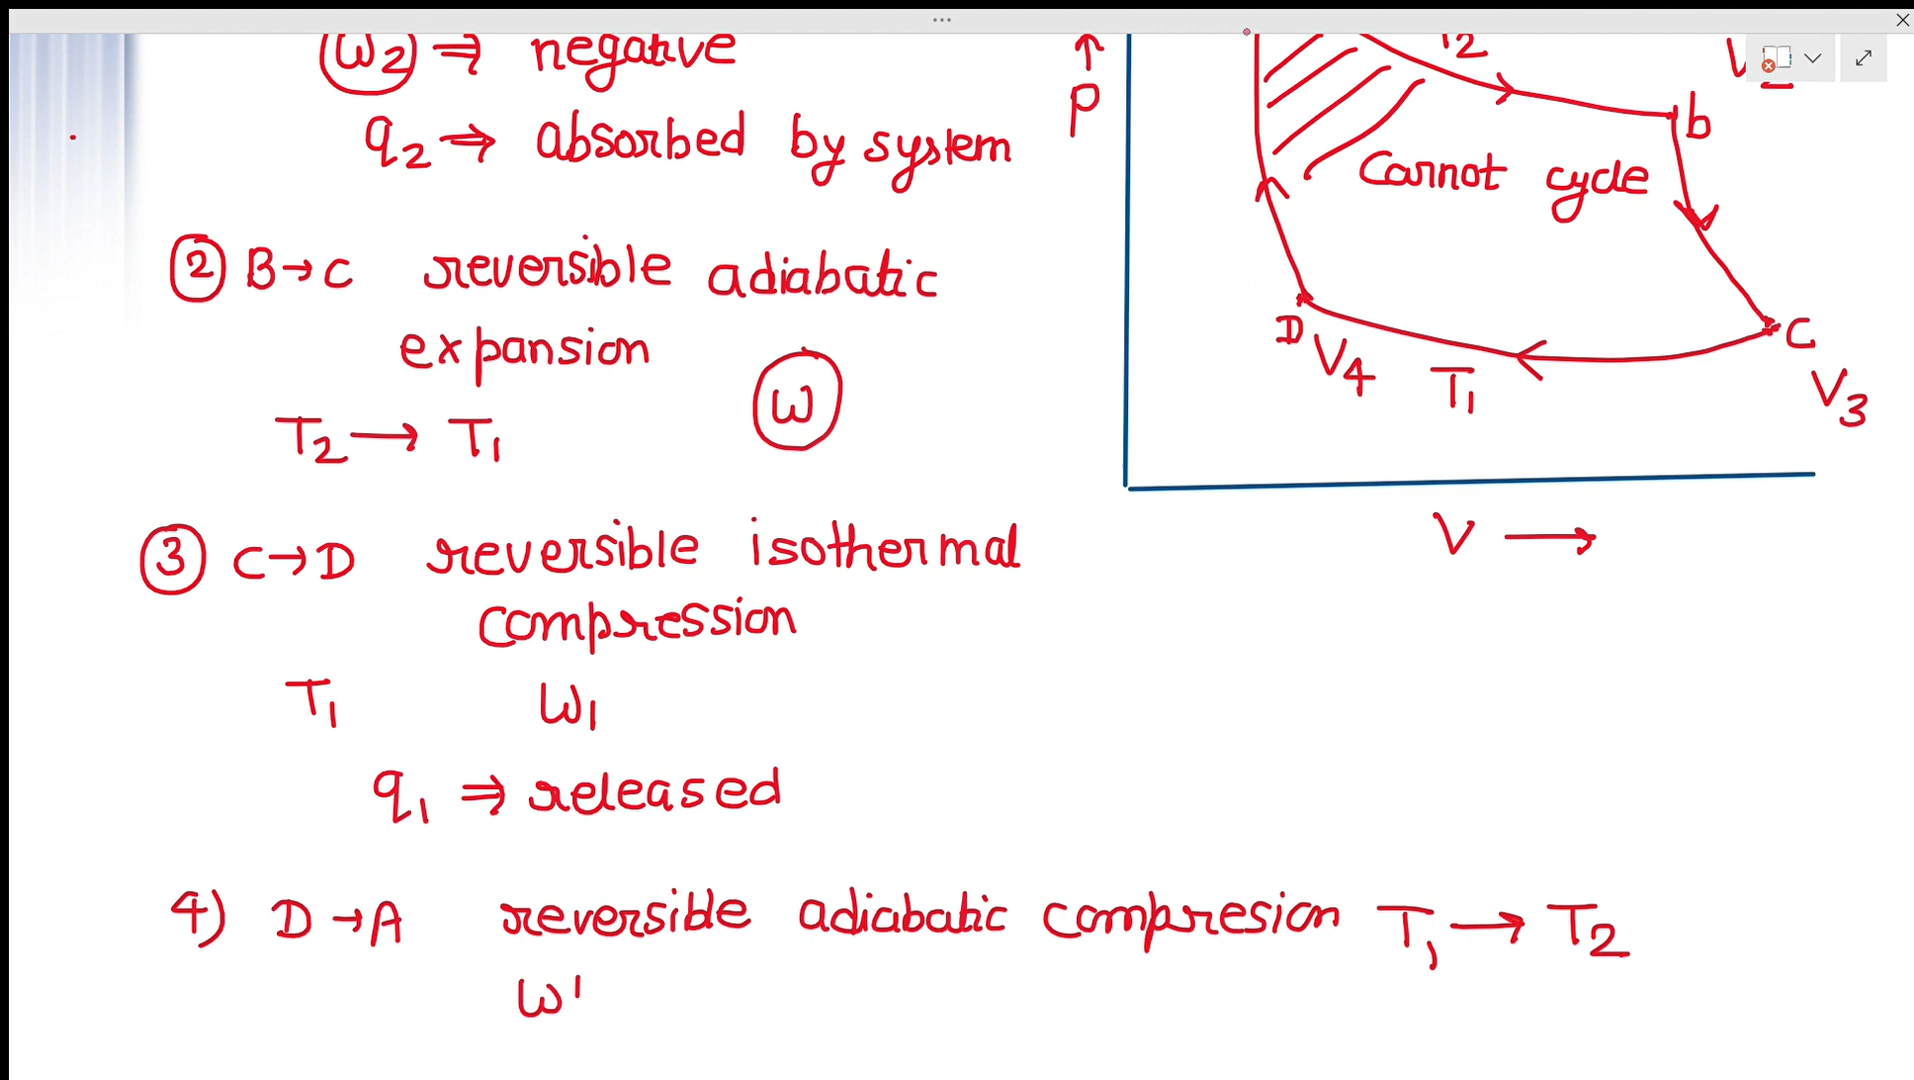 w2 ⇒ negative
q2 ⇒ absorbed by system
② B→C reversible adiabatic
expansion
T2 → T1 w
③ C→D reversible isothermal
compression
T1 w1
q1 ⇒ released
4) D→A reversible adiabatic compresion T1 → T2
w'
↑
P
b
Carnot cycle
D
V4
T1
C
V3
V →